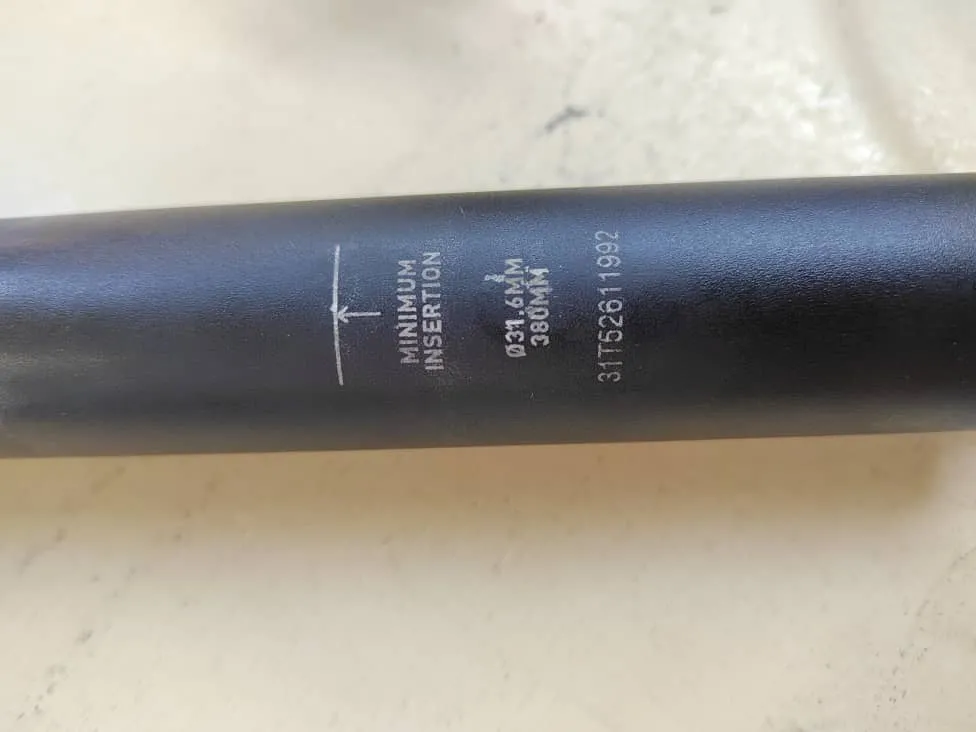 MINIMUM
INSERTION
Ø31.6MM
380MM
31T52611992